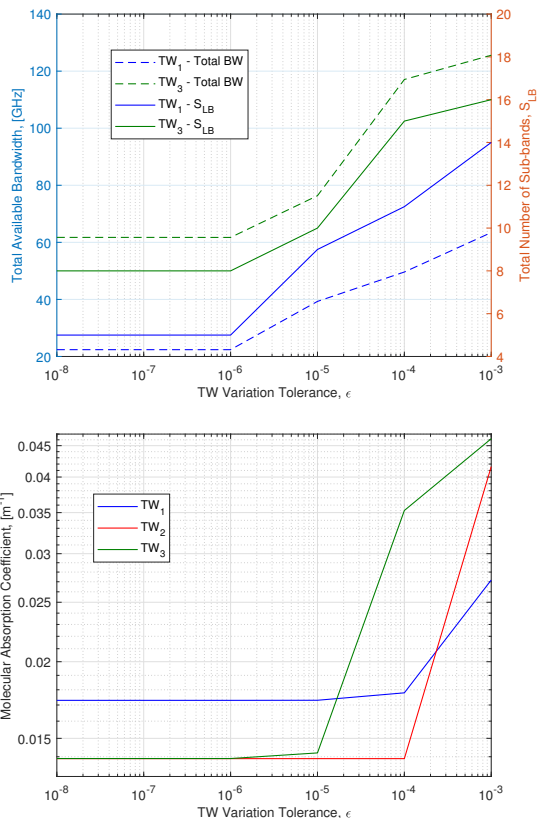 140
120
100
80
60
40
20
Total Available Bandwidth, [GHz]
TW1 - Total BW
TW3 - Total BW
TW1 - SLB
TW3 - SLB
20
18
16
14
12
10
8
6
4
Total Number of Sub-bands, SLB
10-8
10-7
10-6
10-5
10-4
10-3
TW Variation Tolerance, ϵ
0.045
0.04
0.035
0.03
0.025
0.02
0.015
Molecular Absorption Coefficient, [m-1]
TW1
TW2
TW3
10-8
10-7
10-6
10-5
10-4
10-3
TW Variation Tolerance, ϵ